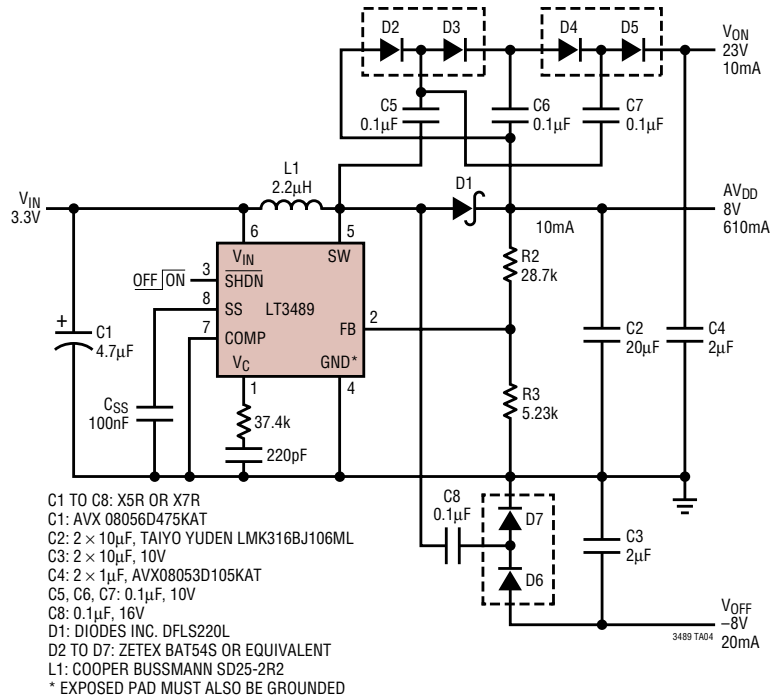 D2
D3
D4
D5
VON
23V
10mA
C5
0.1µF
C6
0.1µF
C7
0.1µF
L1
2.2µH
D1
VIN
3.3V
AVDD
8V
610mA
10mA
6
5
VIN
SW
R2
28.7k
OFF ON
3
SHDN
8
SS
LT3489
2
FB
7
COMP
C1
4.7µF
+
VC
GND*
1
4
C2
20µF
C4
2µF
R3
5.23k
CSS
100nF
37.4k
220pF
C8
0.1µF
D7
D6
C3
2µF
VOFF
–8V
20mA
3489 TA04
C1 TO C8: X5R OR X7R
C1: AVX 08056D475KAT
C2: 2 × 10µF, TAIYO YUDEN LMK316BJ106ML
C3: 2 × 10µF, 10V
C4: 2 × 1µF, AVX08053D105KAT
C5, C6, C7: 0.1µF, 10V
C8: 0.1µF, 16V
D1: DIODES INC. DFLS220L
D2 TO D7: ZETEX BAT54S OR EQUIVALENT
L1: COOPER BUSSMANN SD25-2R2
* EXPOSED PAD MUST ALSO BE GROUNDED